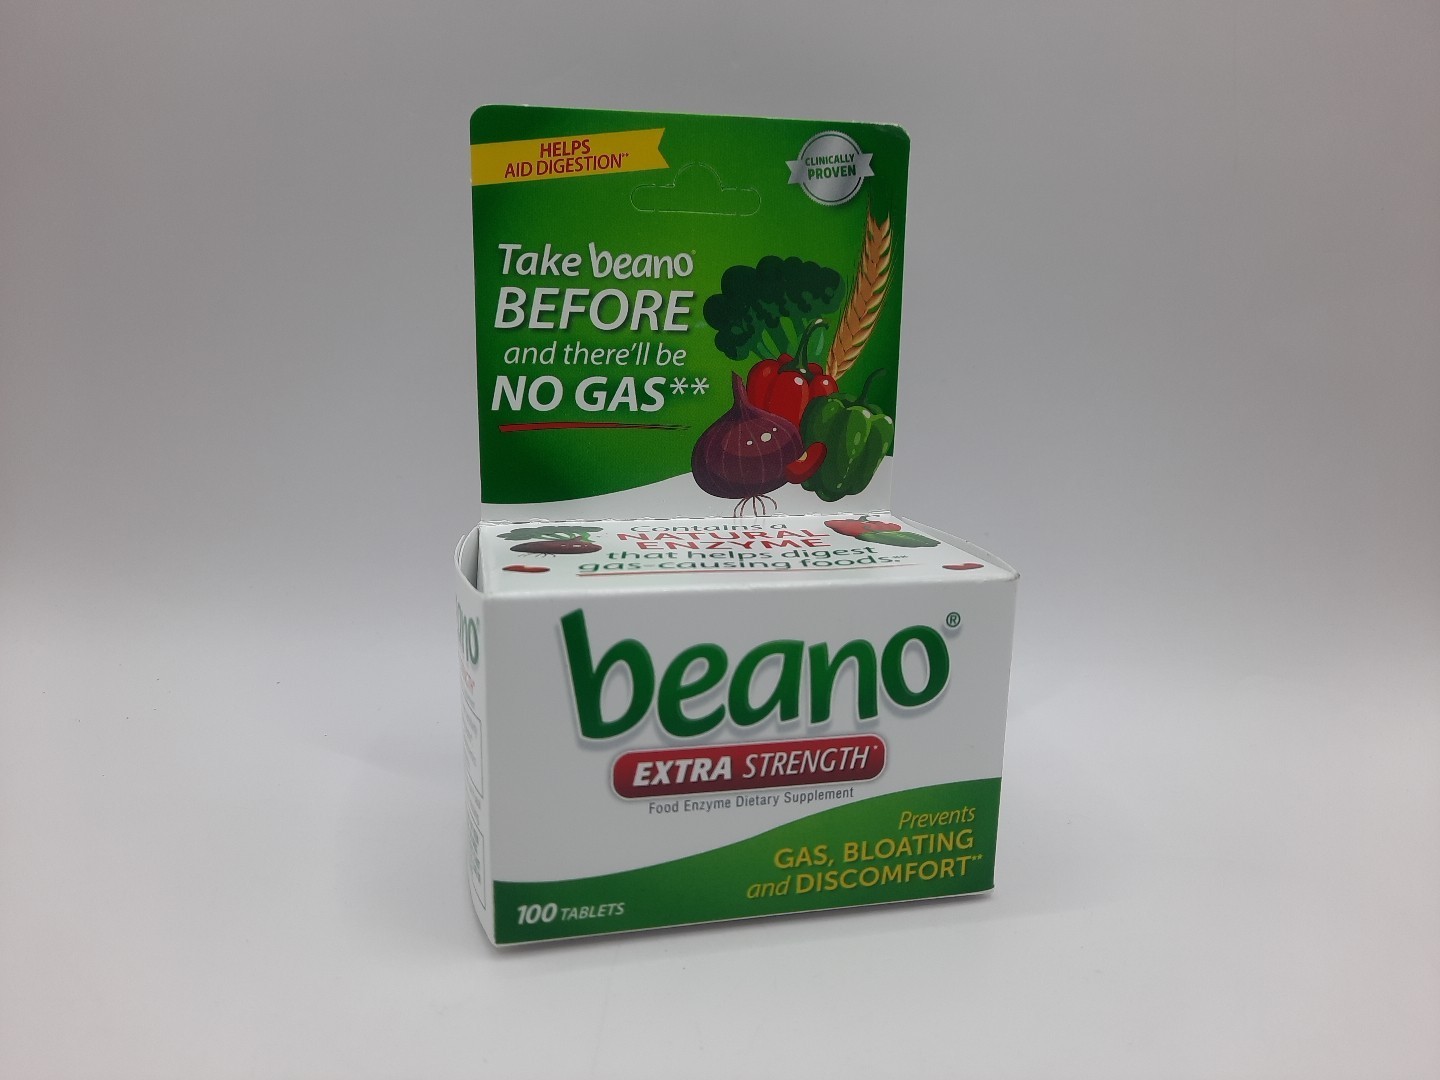 HELPS
AID DIGESTION**
CLINICALLY
PROVEN
Take beano®
BEFORE
and there'll be
NO GAS**
Contains a
NATURAL
ENZYME
that helps digest
gas-causing foods.**
beano®
EXTRA STRENGTH*
Food Enzyme Dietary Supplement
Prevents
GAS, BLOATING
and DISCOMFORT**
100 TABLETS